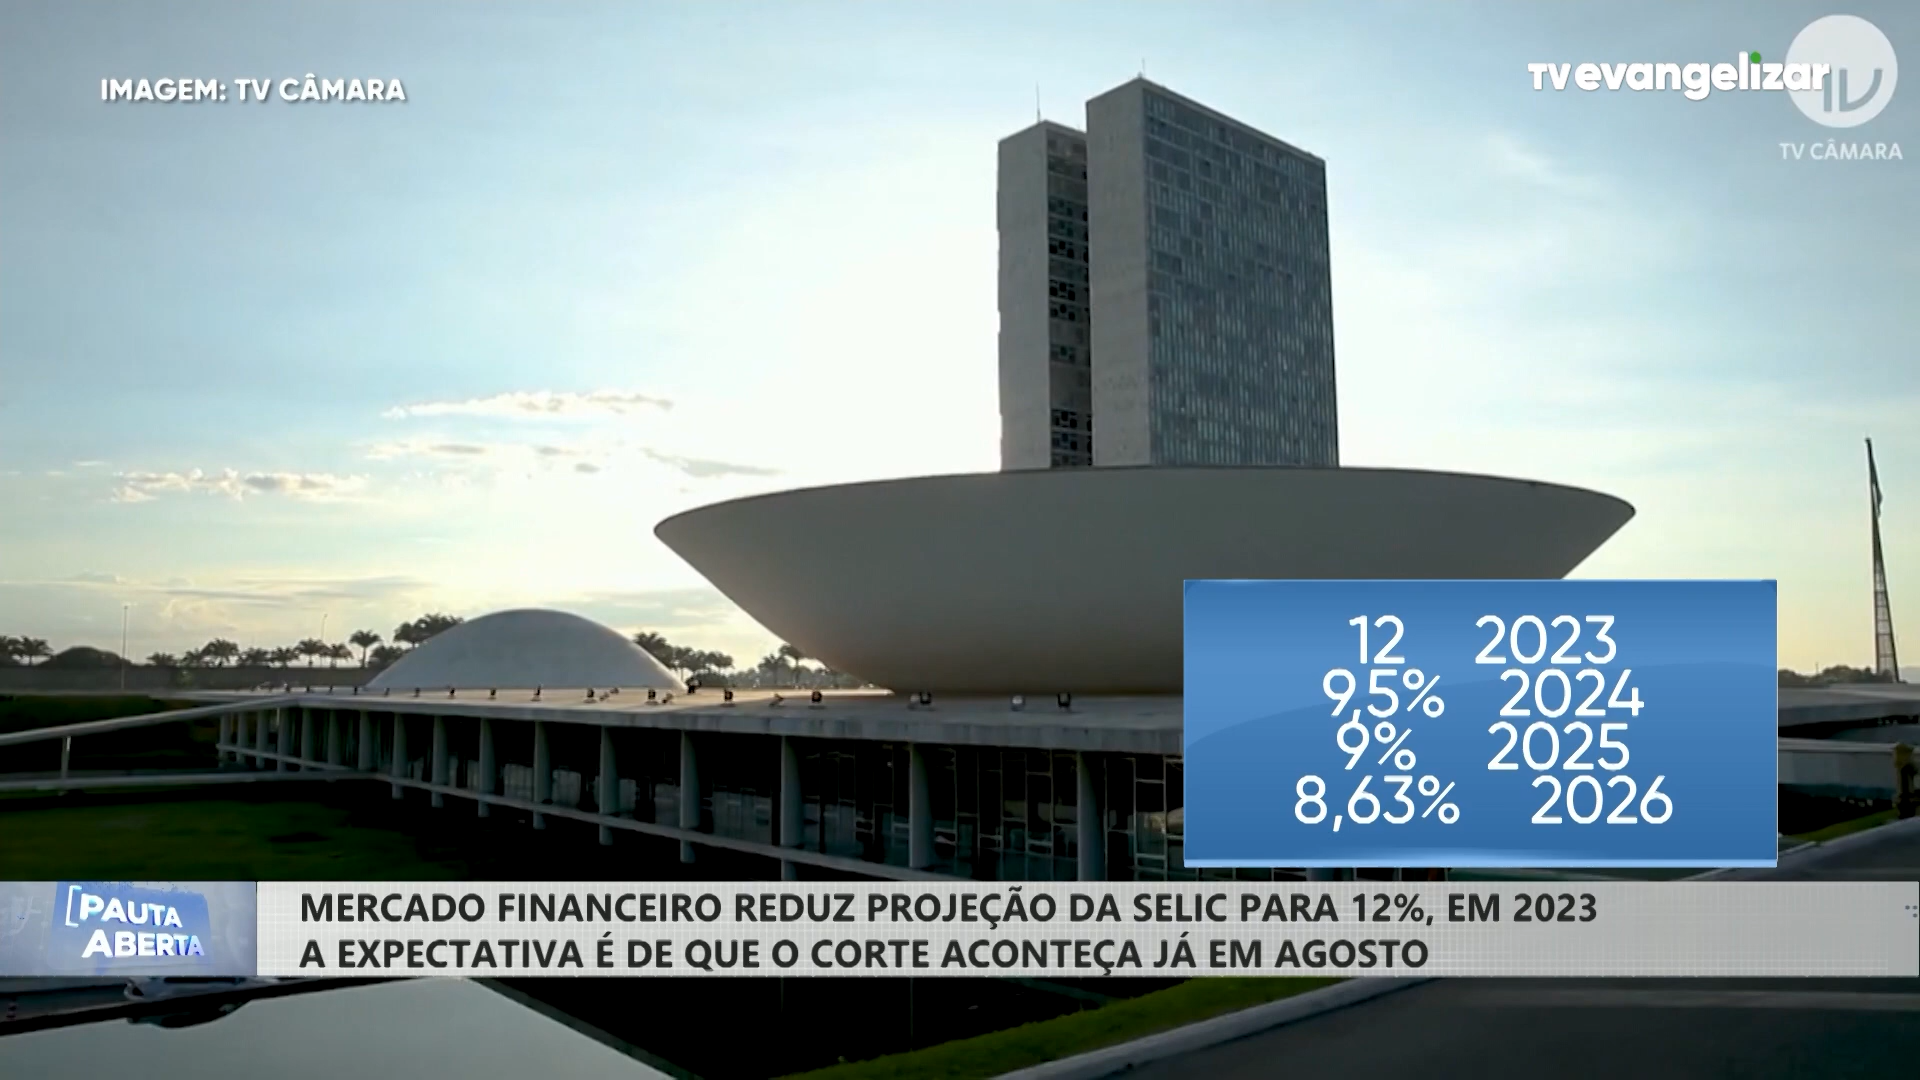 IMAGEM: TV CÂMARA
TVevangelizar
TV CÂMARA
12 2023
9,5% 2024
9% 2025
8,63% 2026
PAUTA
ABERTA
MERCADO FINANCEIRO REDUZ PROJEÇÃO DA SELIC PARA 12%, EM 2023
A EXPECTATIVA É DE QUE O CORTE ACONTEÇA JÁ EM AGOSTO